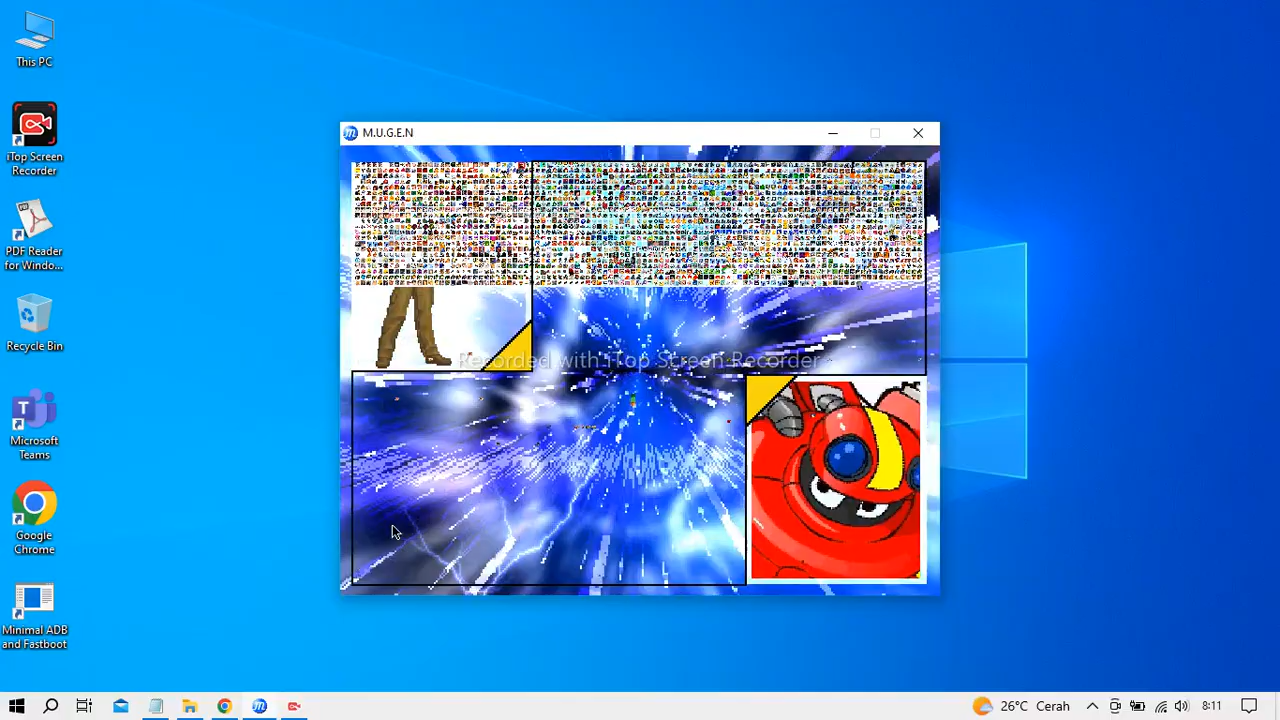 This PC
iTop Screen
Recorder
PDF Reader
for Windo...
Recycle Bin
Microsoft
Teams
Google
Chrome
Minimal ADB
and Fastboot
M.U.G.E.N
Recorded with iTop Screen Recorder
26°C Cerah
8:11